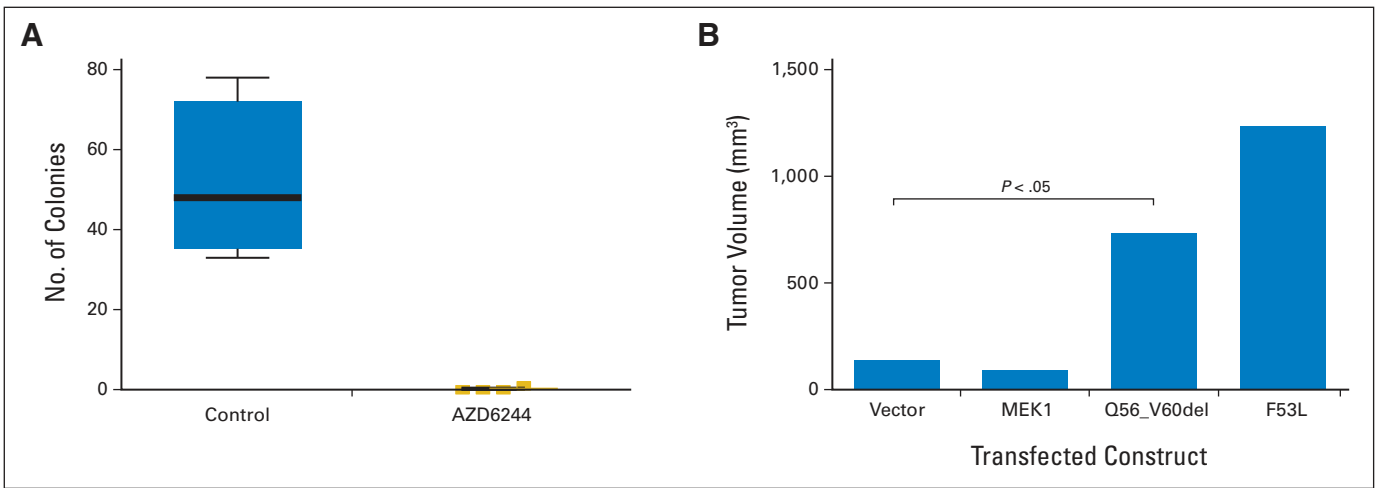 A
No. of Colonies
80
60
40
20
0
Control
AZD6244
B
Tumor Volume (mm³)
1,500
1,000
500
0
P < .05
Vector
MEK1
Q56_V60del
F53L
Transfected Construct